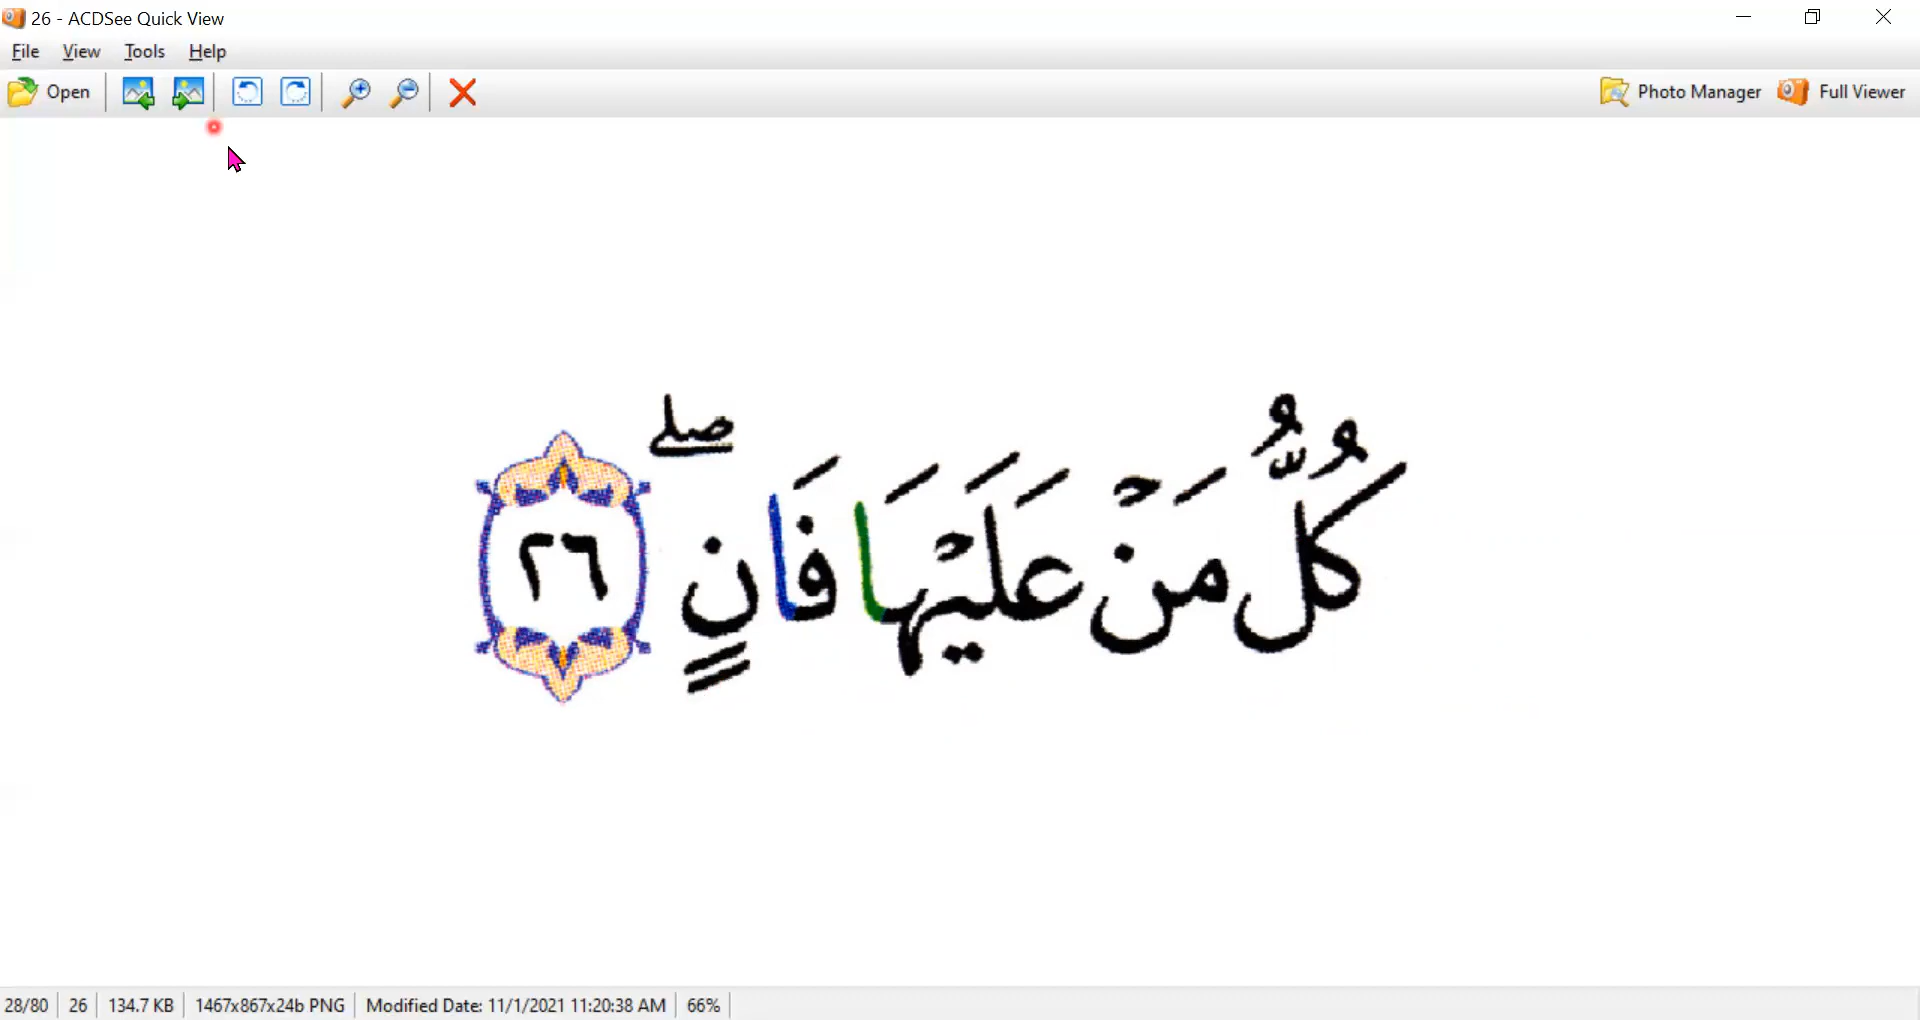 26 - ACDSee Quick View
File View Tools Help
Open Photo Manager Full Viewer
كُلُّ مَنْ عَلَيْهَا فَانٍ ۖ ٢٦
28/80 26 134.7 KB 1467x867x24b PNG Modified Date: 11/1/2021 11:20:38 AM 66%